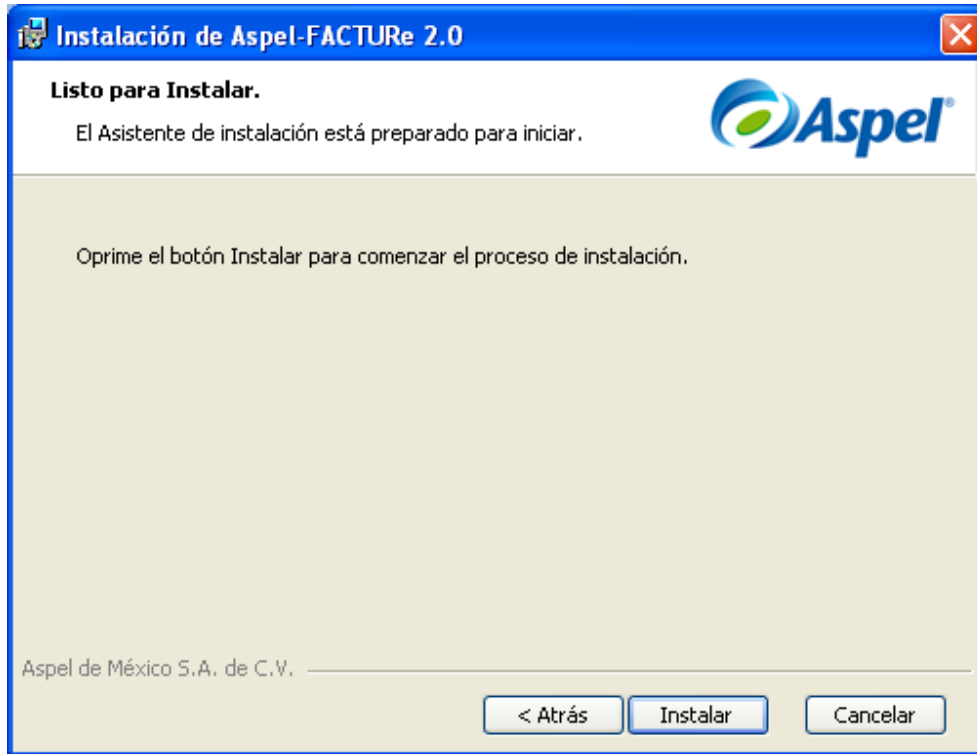 Instalación de Aspel-FACTURe 2.0
Listo para Instalar.
El Asistente de instalación está preparado para iniciar.
Aspel®
Oprime el botón Instalar para comenzar el proceso de instalación.
Aspel de México S.A. de C.V.
< Atrás Instalar Cancelar